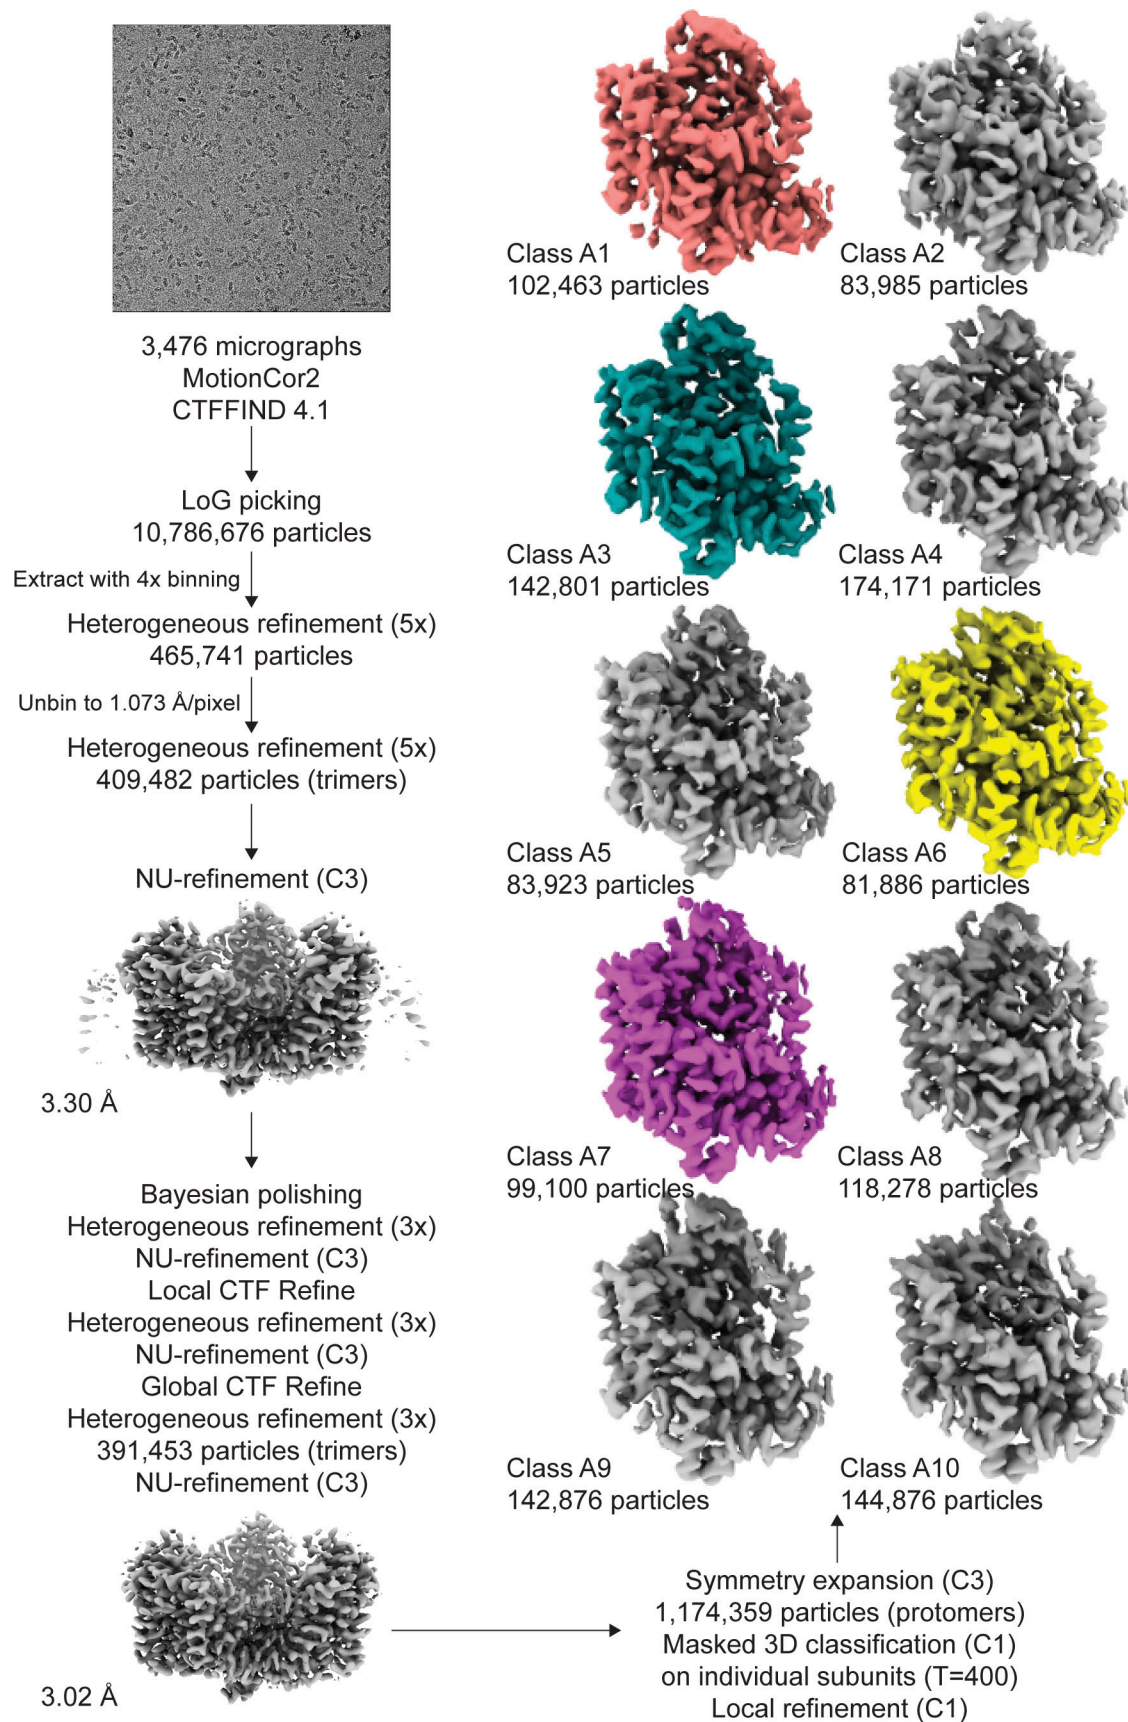 3,476 micrographs
MotionCor2
CTFFIND 4.1
LoG picking
10,786,676 particles
Extract with 4x binning
Heterogeneous refinement (5x)
465,741 particles
Unbin to 1.073 Å/pixel
Heterogeneous refinement (5x)
409,482 particles (trimers)
NU-refinement (C3)
3.30 Å
Bayesian polishing
Heterogeneous refinement (3x)
NU-refinement (C3)
Local CTF Refine
Heterogeneous refinement (3x)
NU-refinement (C3)
Global CTF Refine
Heterogeneous refinement (3x)
391,453 particles (trimers)
NU-refinement (C3)
3.02 Å
Symmetry expansion (C3)
1,174,359 particles (protomers)
Masked 3D classification (C1)
on individual subunits (T=400)
Local refinement (C1)
Class A1
102,463 particles
Class A2
83,985 particles
Class A3
142,801 particles
Class A4
174,171 particles
Class A5
83,923 particles
Class A6
81,886 particles
Class A7
99,100 particles
Class A8
118,278 particles
Class A9
142,876 particles
Class A10
144,876 particles